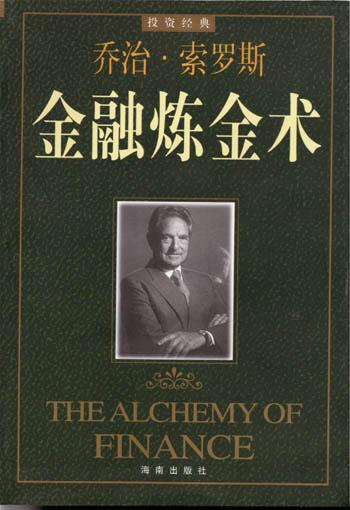 投资经典
乔治·索罗斯
金融炼金术
THE ALCHEMY OF
FINANCE
海南出版社